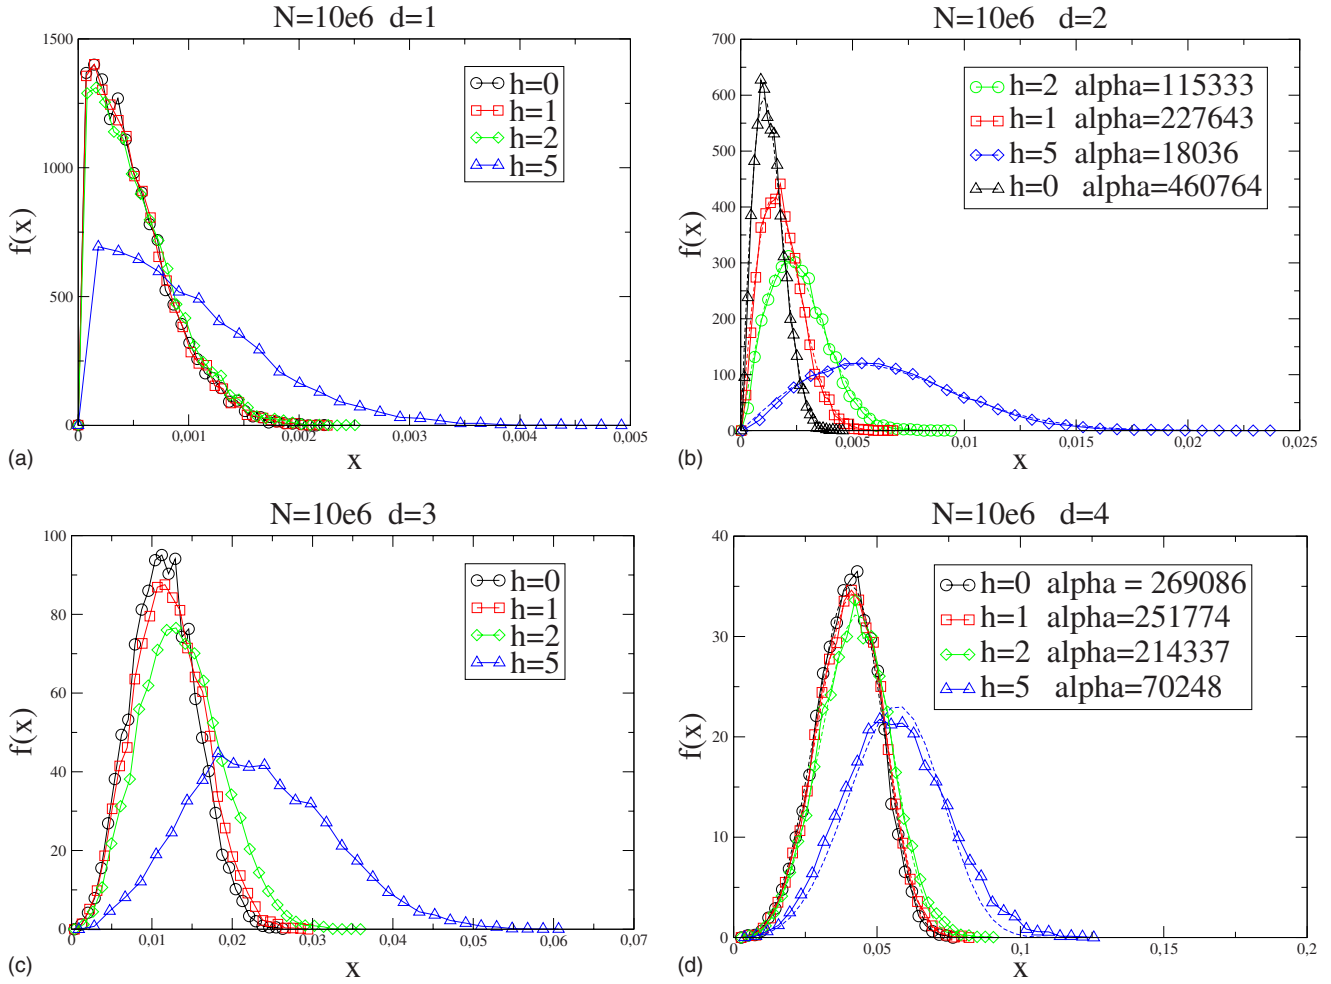 N=10e6 d=1
1500
1000
500
0
0,001
0,002
0,003
0,004
0,005
f(x)
x
h=0
h=1
h=2
h=5
(a)
N=10e6 d=2
700
600
500
400
300
200
100
0
0
0,005
0,01
0,015
0,02
0,025
f(x)
x
h=2 alpha=115333
h=1 alpha=227643
h=5 alpha=18036
h=0 alpha=460764
(b)
N=10e6 d=3
100
80
60
40
20
0
0
0,01
0,02
0,03
0,04
0,05
0,06
0,07
f(x)
x
h=0
h=1
h=2
h=5
(c)
N=10e6 d=4
40
30
20
10
0
0
0,05
0,1
0,15
0,2
f(x)
x
h=0 alpha = 269086
h=1 alpha=251774
h=2 alpha=214337
h=5 alpha=70248
(d)